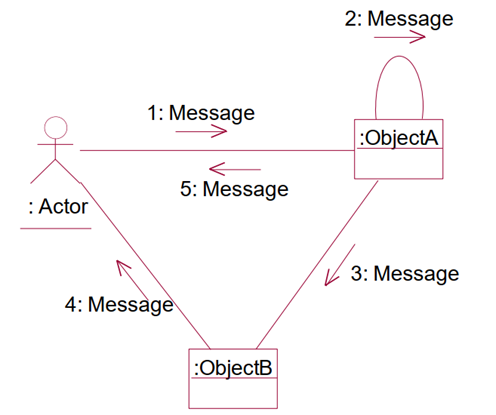 2: Message
1: Message
:ObjectA
5: Message
: Actor
3: Message
4: Message
:ObjectB